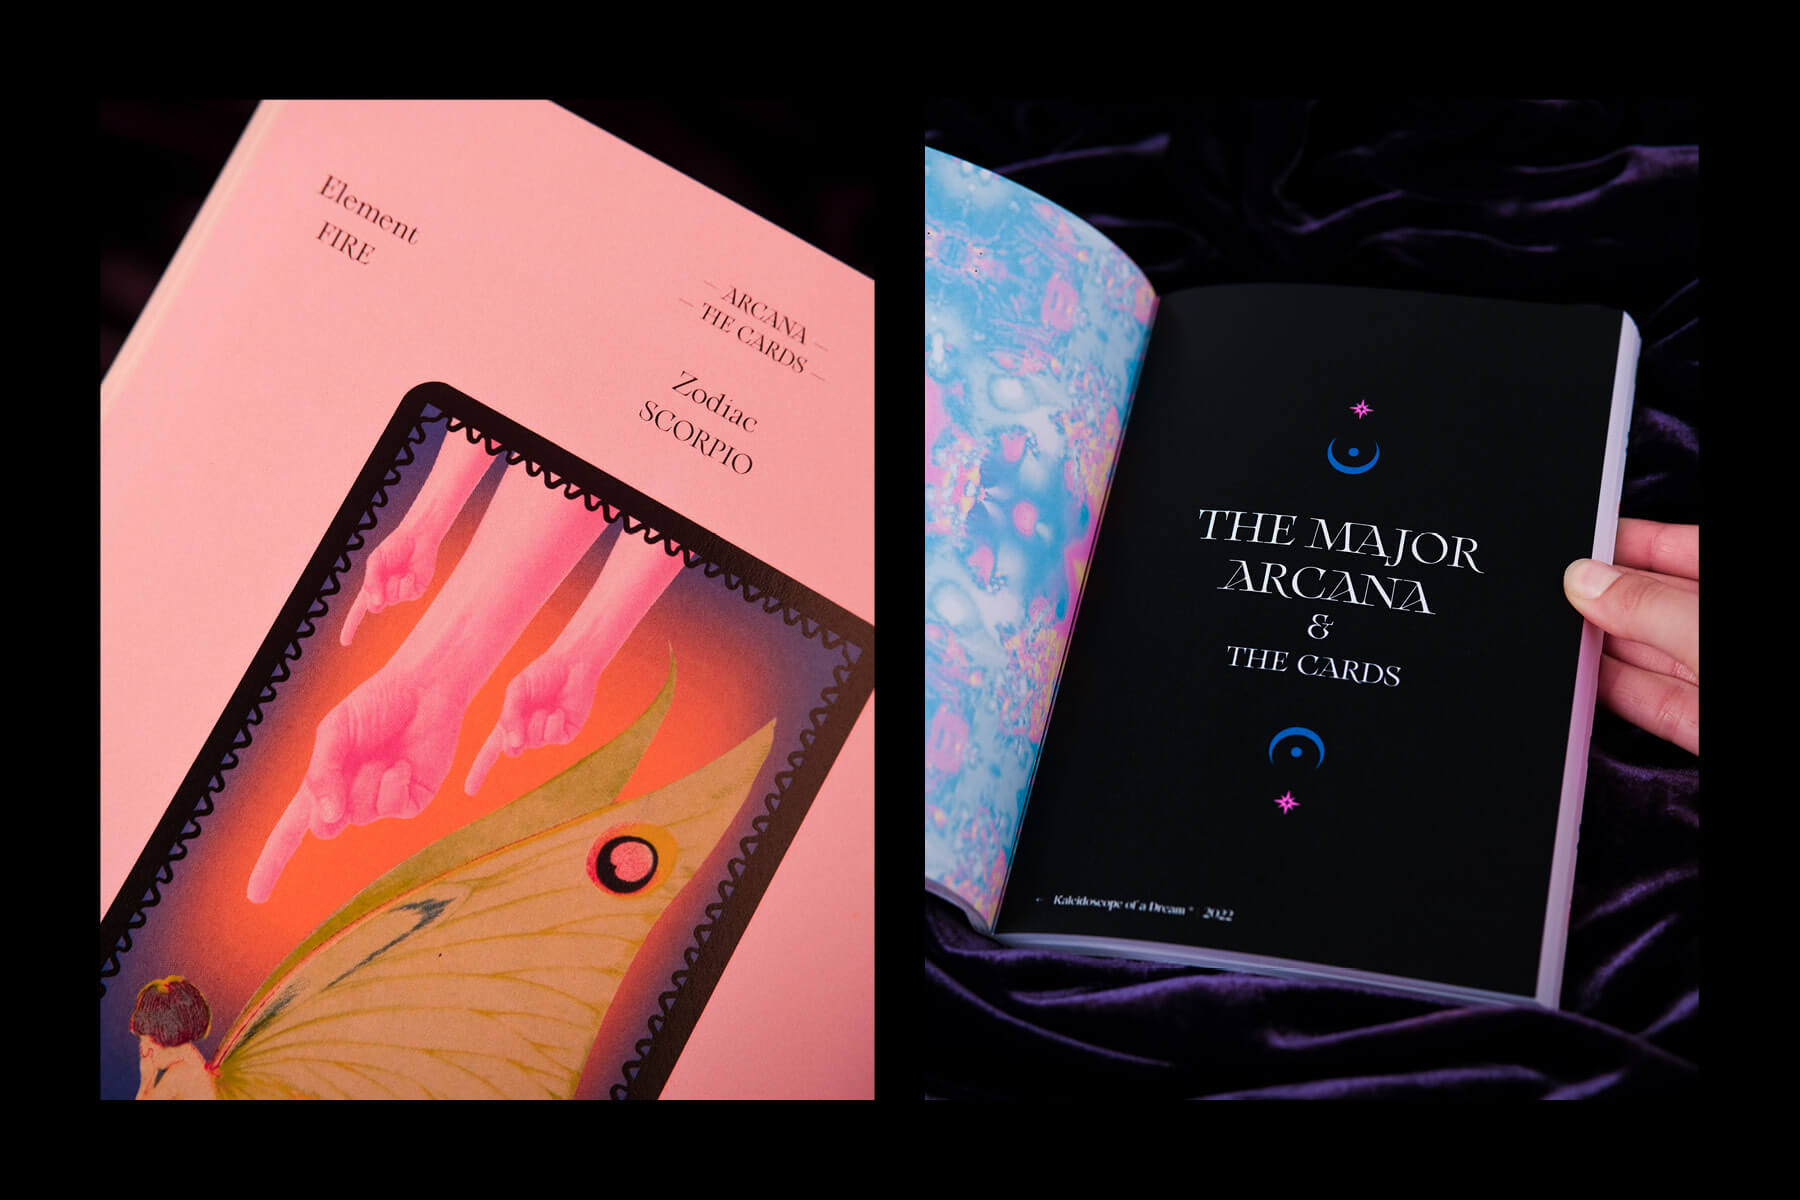 Element
FIRE
– ARCANA –
– THE CARDS –
Zodiac
SCORPIO
THE MAJOR
ARCANA
&
THE CARDS
← Kaleidoscope of a Dream ® 2022